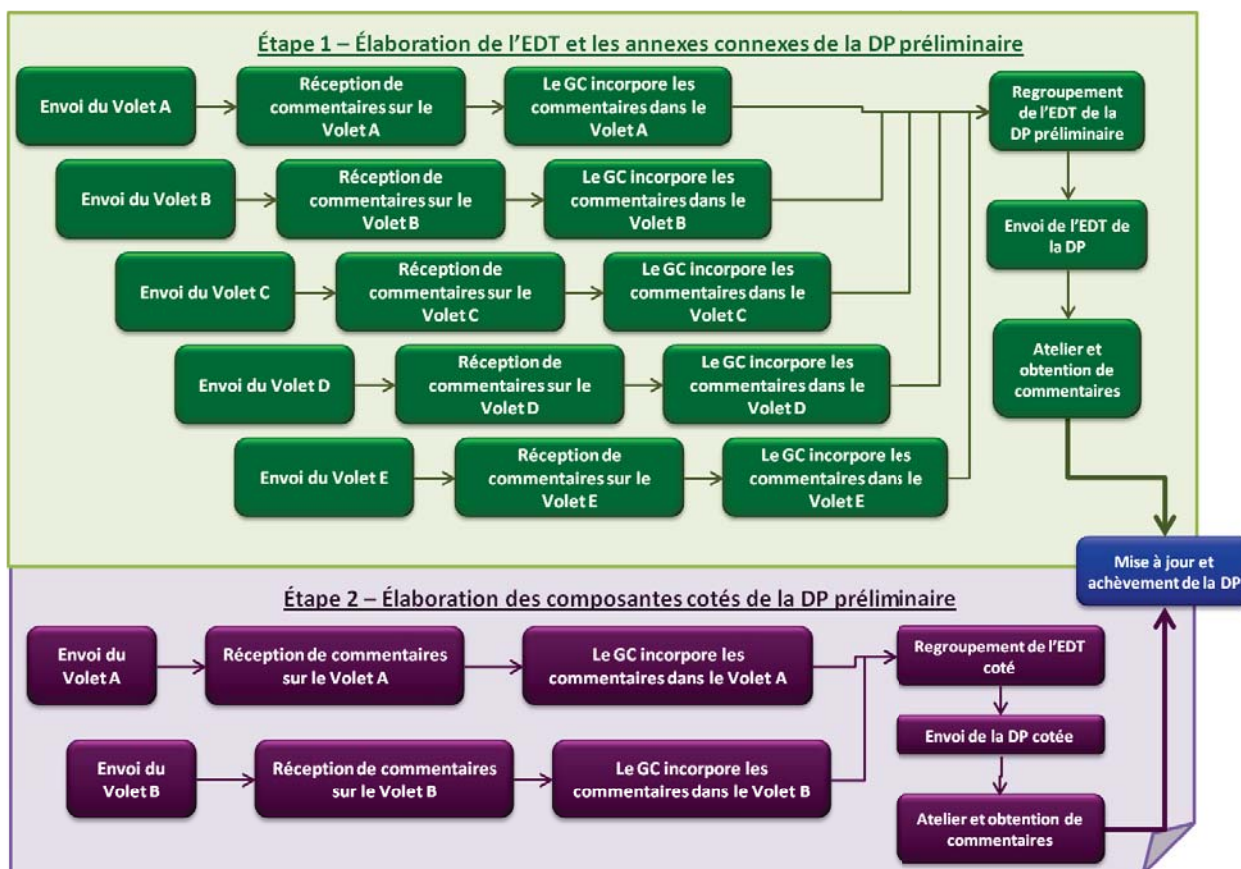 Étape 1 – Élaboration de l'EDT et les annexes connexes de la DP préliminaire
Envoi du Volet A
Réception de
commentaires sur le
Volet A
Le GC incorpore les
commentaires dans le
Volet A
Regroupement
de l'EDT de la
DP préliminaire
Envoi du Volet B
Réception de
commentaires sur le
Volet B
Le GC incorpore les
commentaires dans le
Volet B
Envoi de l'EDT de
la DP
Envoi du Volet C
Réception de
commentaires sur le
Volet C
Le GC incorpore les
commentaires dans le
Volet C
Atelier et
obtention de
commentaires
Envoi du Volet D
Réception de
commentaires sur le
Volet D
Le GC incorpore les
commentaires dans le
Volet D
Envoi du Volet E
Réception de
commentaires sur le
Volet E
Le GC incorpore les
commentaires dans le
Volet E
Mise à jour et
achèvement de la DP
Étape 2 – Élaboration des composantes cotés de la DP préliminaire
Envoi du
Volet A
Réception de commentaires
sur le Volet A
Le GC incorpore les
commentaires dans le Volet A
Regroupement de l'EDT
coté
Envoi de la DP cotée
Envoi du
Volet B
Réception de commentaires
sur le Volet B
Le GC incorpore les
commentaires dans le Volet B
Atelier et obtention de
commentaires